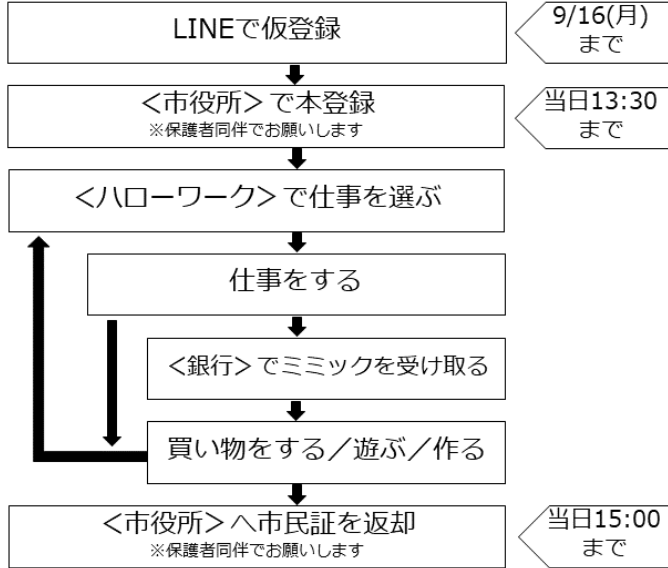 LINEで仮登録
9/16(月)
まで
<市役所>で本登録
※保護者同伴でお願いします
当日13:30
まで
<ハローワーク>で仕事を選ぶ
仕事をする
<銀行>でミミックを受け取る
買い物をする／遊ぶ／作る
<市役所>へ市民証を返却
※保護者同伴でお願いします
当日15:00
まで